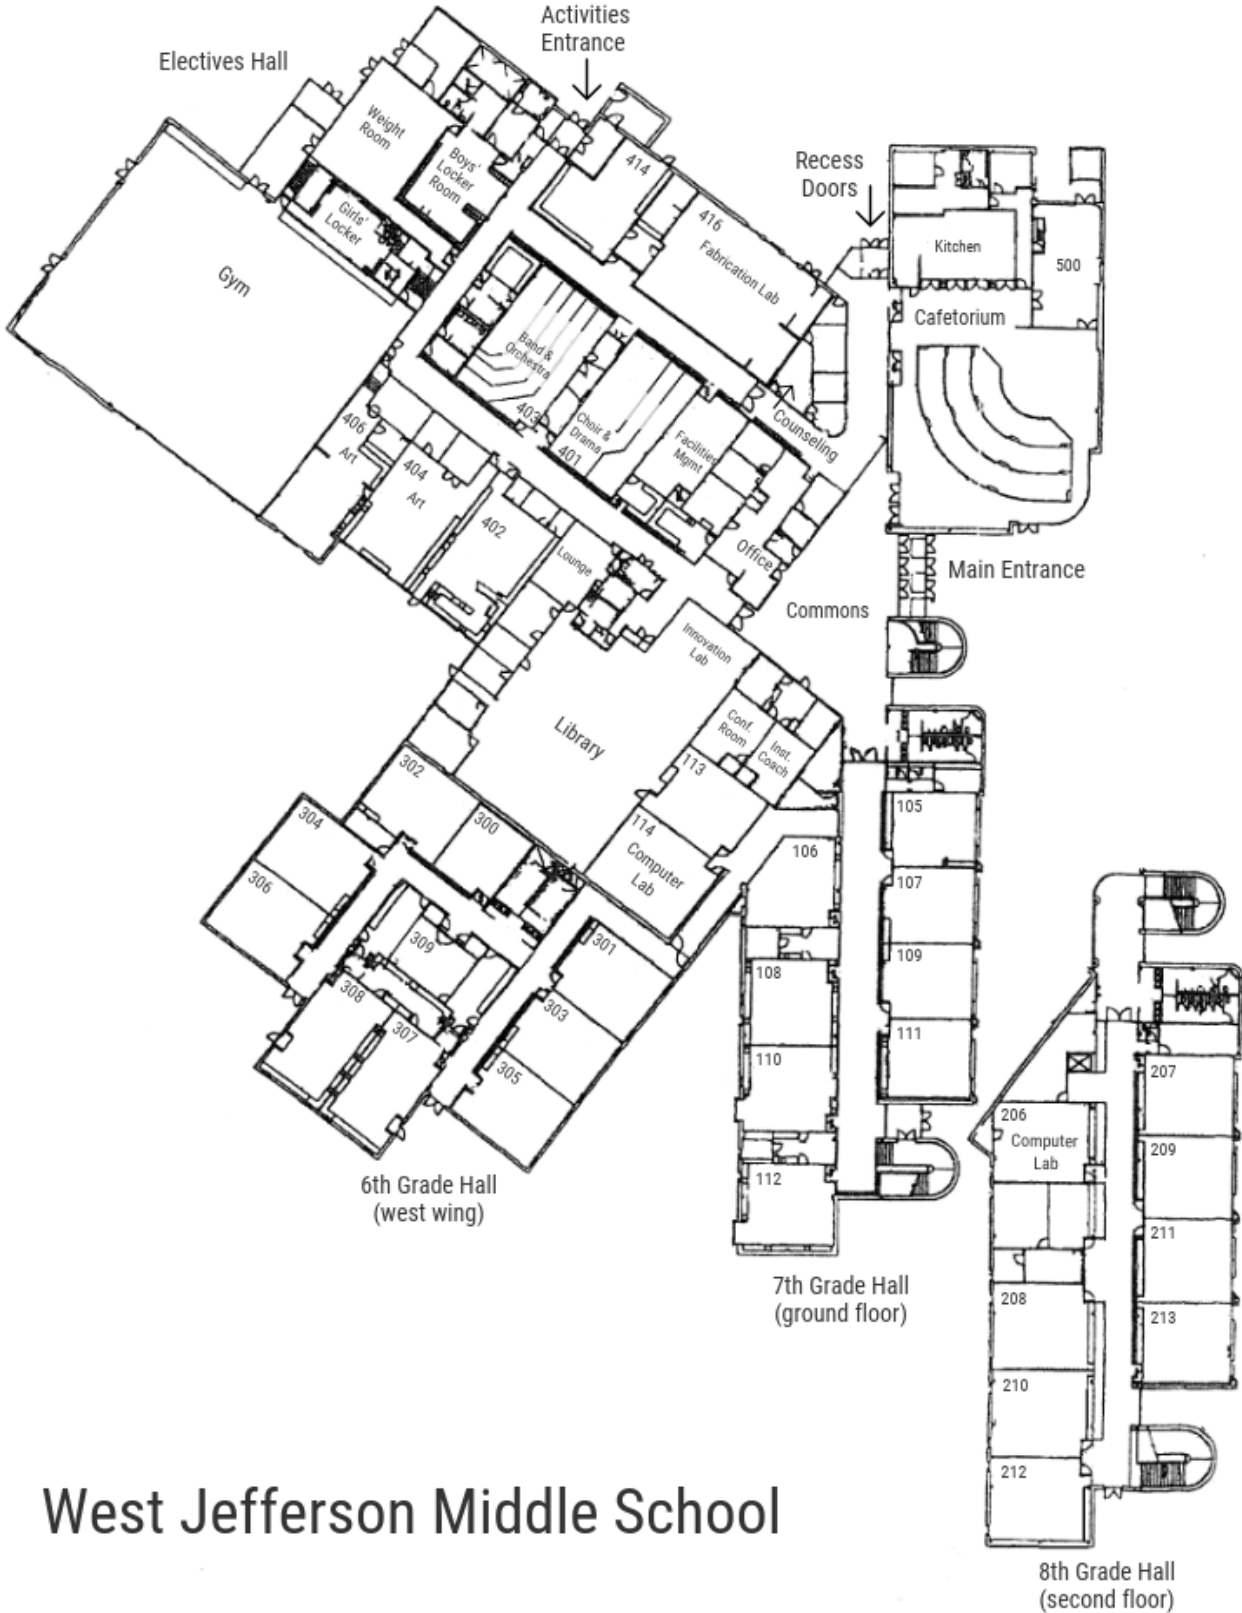 Activities
Entrance
Electives Hall
Weight
Room
Boys'
Locker
Room
Girls'
Locker
Gym
414
416
Fabrication Lab
Recess
Doors
Kitchen
500
Cafetorium
Band &
Orchestra
403
Choir &
Drama
401
Facilities
Mgmt
Counseling
406
Art
404
Art
402
Lounge
Office
Main Entrance
Commons
Innovation
Lab
Library
Conf.
Room
Inst.
Coach
113
114
Computer
Lab
302
300
304
306
309
308
307
301
303
305
105
106
107
108
109
110
111
112
6th Grade Hall
(west wing)
7th Grade Hall
(ground floor)
206
Computer
Lab
207
209
211
208
213
210
212
West Jefferson Middle School
8th Grade Hall
(second floor)